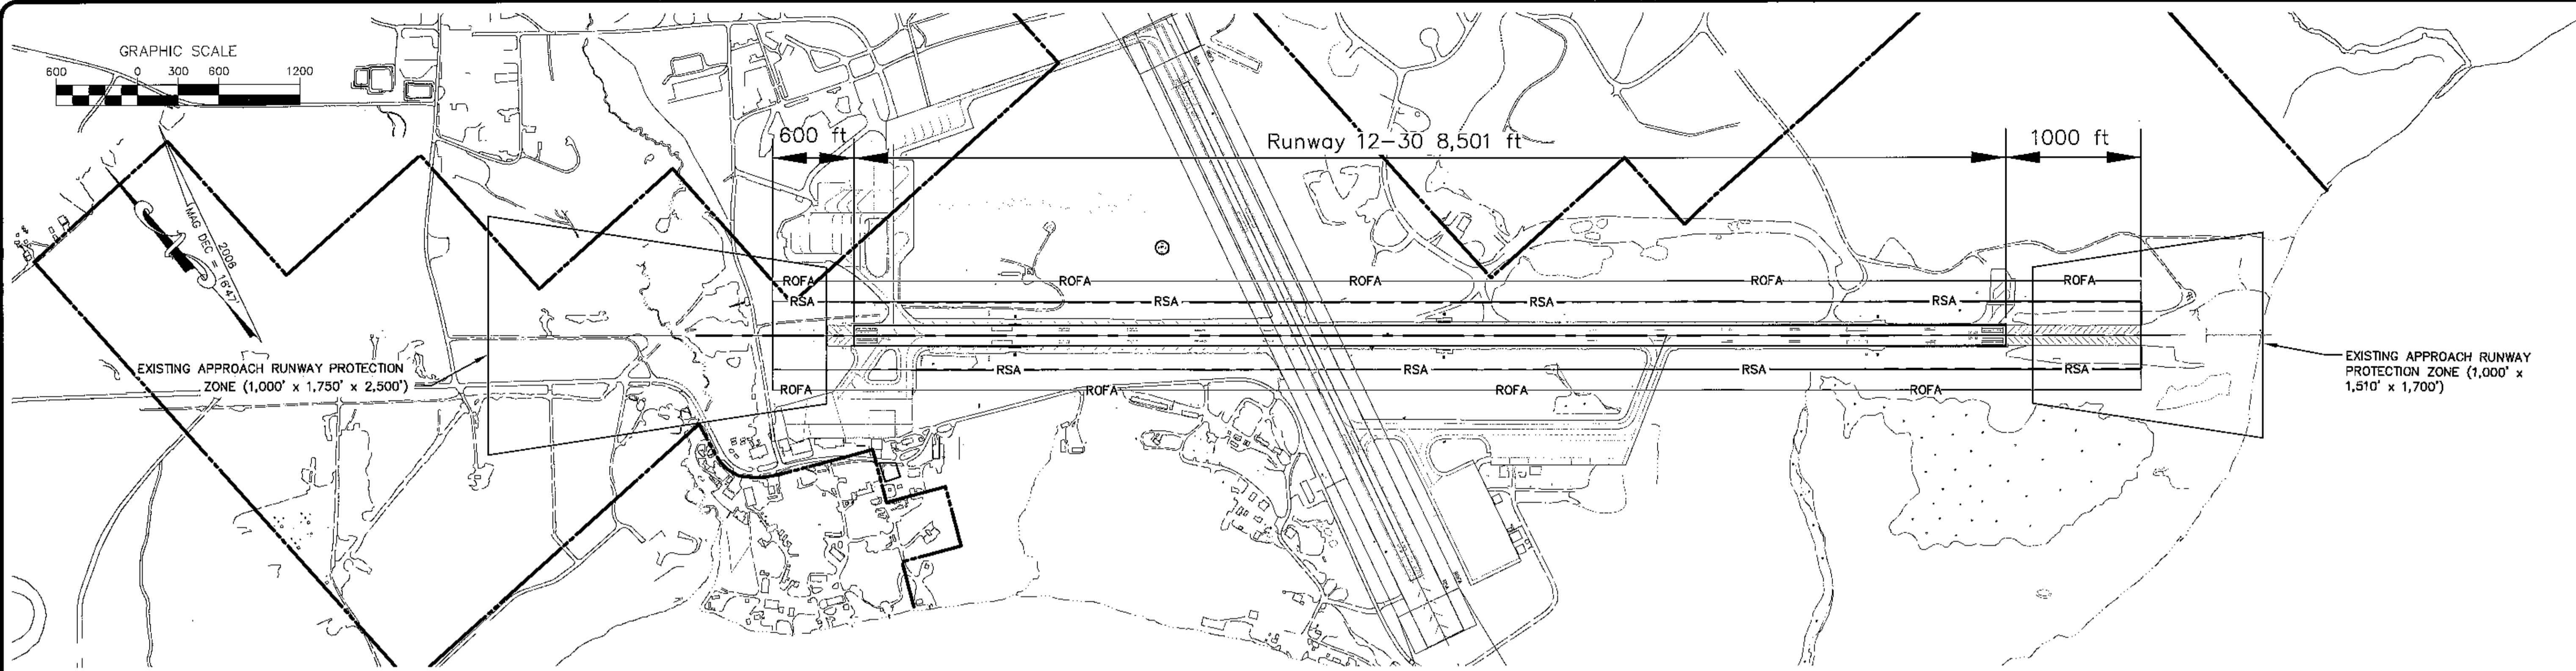 GRAPHIC SCALE
600 0 300 600 1200
600 ft
Runway 12-30 8,501 ft
1000 ft
2006
MAG DEC = 16°47'
ROFA ROFA ROFA ROFA ROFA
RSA RSA RSA RSA
EXISTING APPROACH RUNWAY PROTECTION
ZONE (1,000' x 1,750' x 2,500')
RSA RSA RSA RSA
ROFA ROFA ROFA ROFA
EXISTING APPROACH RUNWAY
PROTECTION ZONE (1,000' x
1,510' x 1,700')